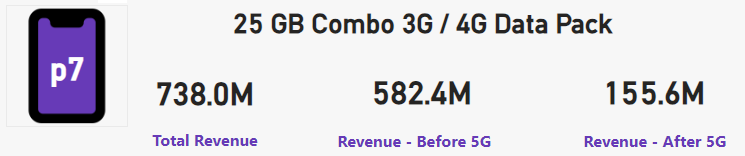 25 GB Combo 3G / 4G Data Pack
p7
738.0M 582.4M 155.6M
Total Revenue Revenue - Before 5G Revenue - After 5G